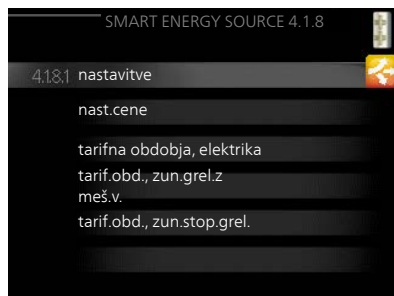 SMART ENERGY SOURCE 4.1.8
4.1.8.1 nastavitve
nast.cene
tarifna obdobja, elektrika
tarif.obd., zun.grel.z
meš.v.
tarif.obd., zun.stop.grel.